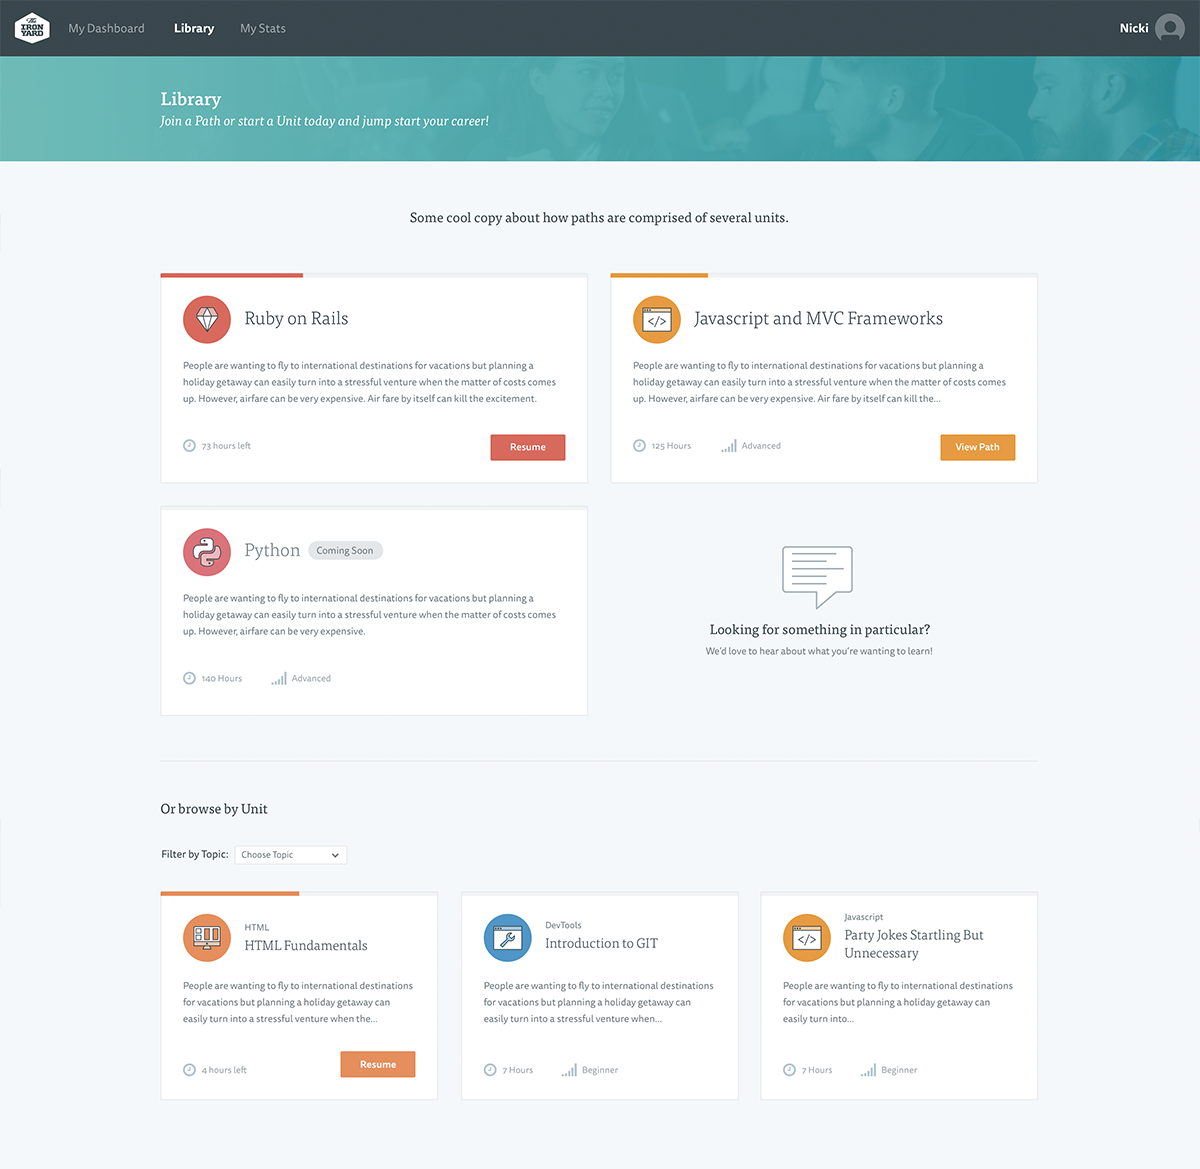 The
IRON
YARD
My Dashboard
Library
My Stats
Nicki
Library
Join a Path or start a Unit today and jump start your career!
Some cool copy about how paths are comprised of several units.
Ruby on Rails
People are wanting to fly to international destinations for vacations but planning a
holiday getaway can easily turn into a stressful venture when the matter of costs comes
up. However, airfare can be very expensive. Air fare by itself can kill the excitement.
73 hours left
Resume
</>
Javascript and MVC Frameworks
People are wanting to fly to international destinations for vacations but planning a
holiday getaway can easily turn into a stressful venture when the matter of costs comes
up. However, airfare can be very expensive. Air fare by itself can kill the...
125 Hours
Advanced
View Path
Python
Coming Soon
People are wanting to fly to international destinations for vacations but planning a
holiday getaway can easily turn into a stressful venture when the matter of costs comes
up. However, airfare can be very expensive.
140 Hours
Advanced
Looking for something in particular?
We'd love to hear about what you're wanting to learn!
Or browse by Unit
Filter by Topic:
Choose Topic
HTML
HTML Fundamentals
People are wanting to fly to international destinations
for vacations but planning a holiday getaway can
easily turn into a stressful venture when the...
4 hours left
Resume
DevTools
Introduction to GIT
People are wanting to fly to international destinations
for vacations but planning a holiday getaway can
easily turn into a stressful venture when...
7 Hours
Beginner
</>
Javascript
Party Jokes Startling But
Unnecessary
People are wanting to fly to international destinations
for vacations but planning a holiday getaway can
easily turn into...
7 Hours
Beginner